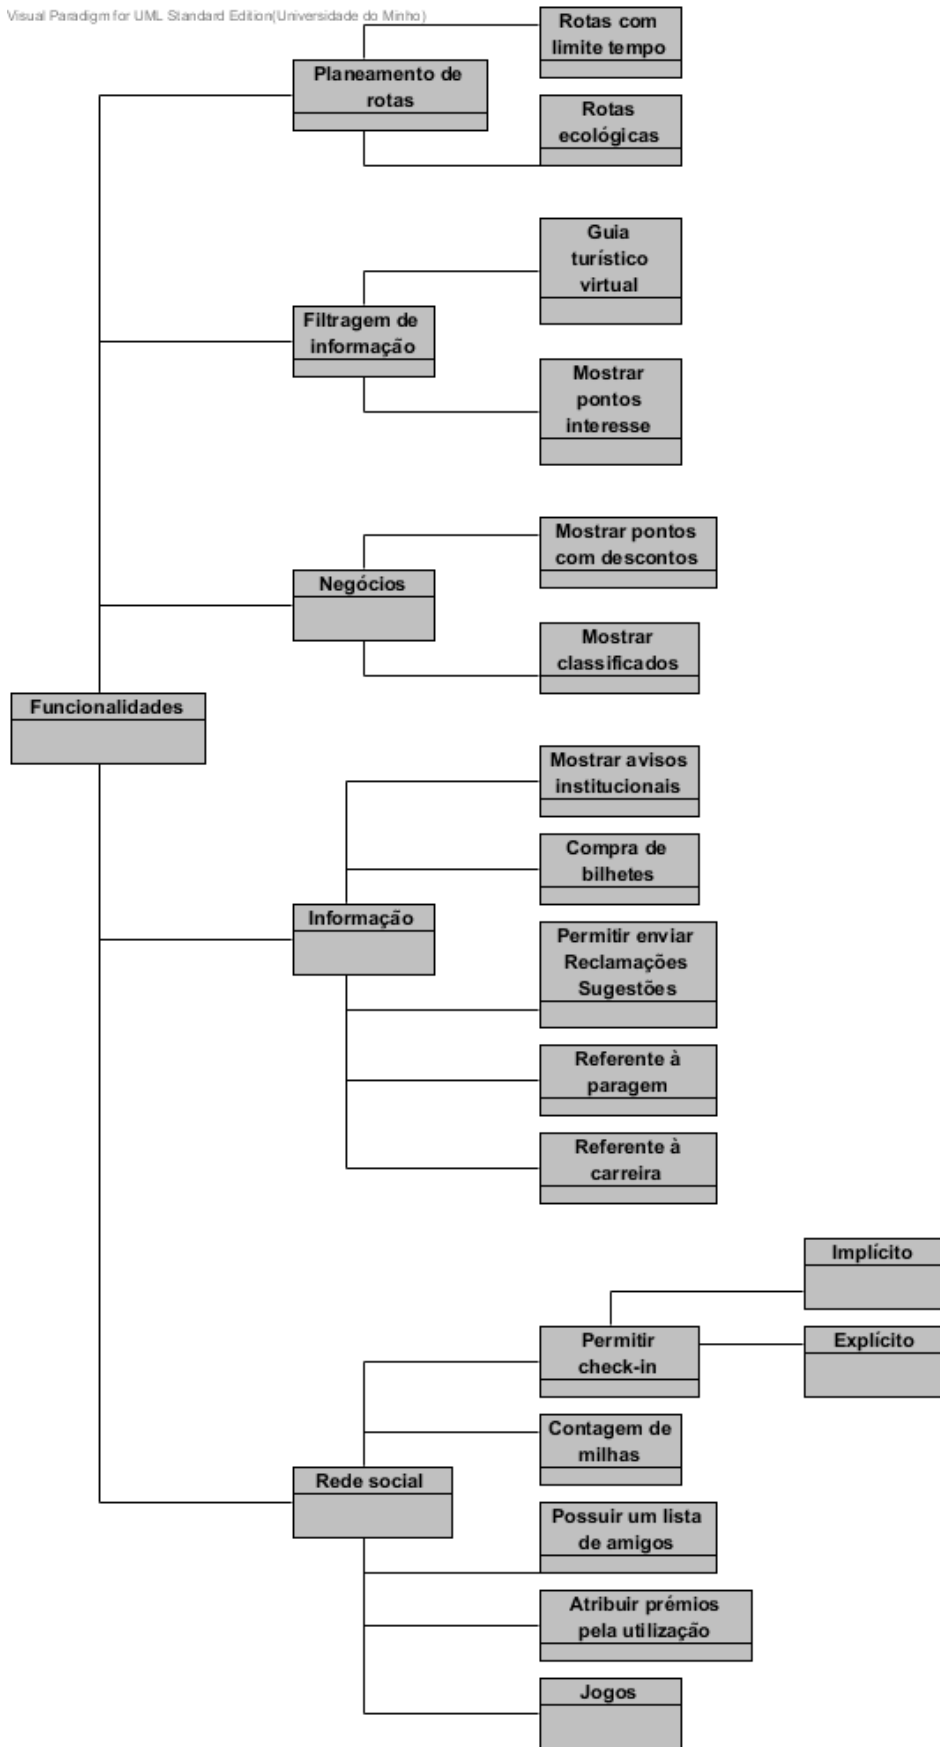 Visual Paradigm for UML Standard Edition(Universidade do Minho)
Rotas com
limite tempo
Planeamento de
rotas
Rotas
ecológicas
Guia
turístico
virtual
Filtragem de
informação
Mostrar
pontos
interesse
Mostrar pontos
com descontos
Negócios
Mostrar
classificados
Funcionalidades
Mostrar avisos
institucionais
Compra de
bilhetes
Informação
Permitir enviar
Reclamações
Sugestões
Referente à
paragem
Referente à
carreira
Implícito
Permitir
check-in
Explícito
Contagem de
milhas
Rede social
Possuir um lista
de amigos
Atribuir prémios
pela utilização
Jogos